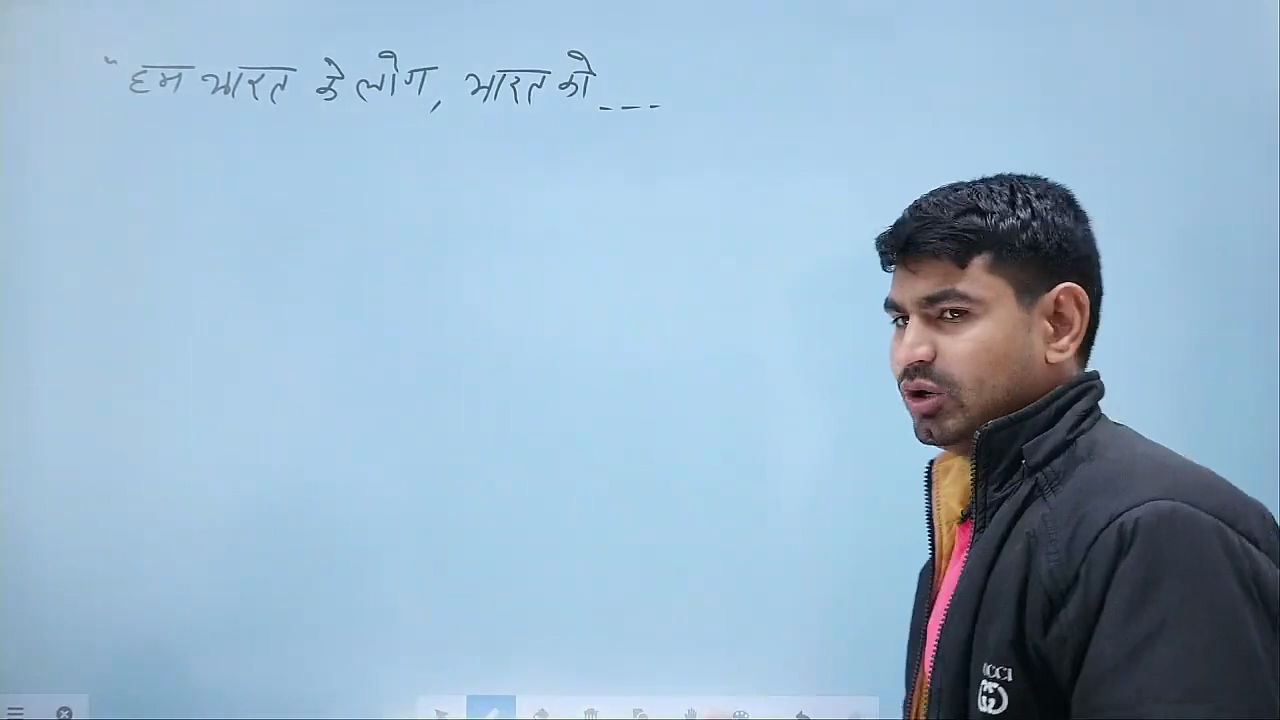 "हम भारत के लोग, भारत को ---